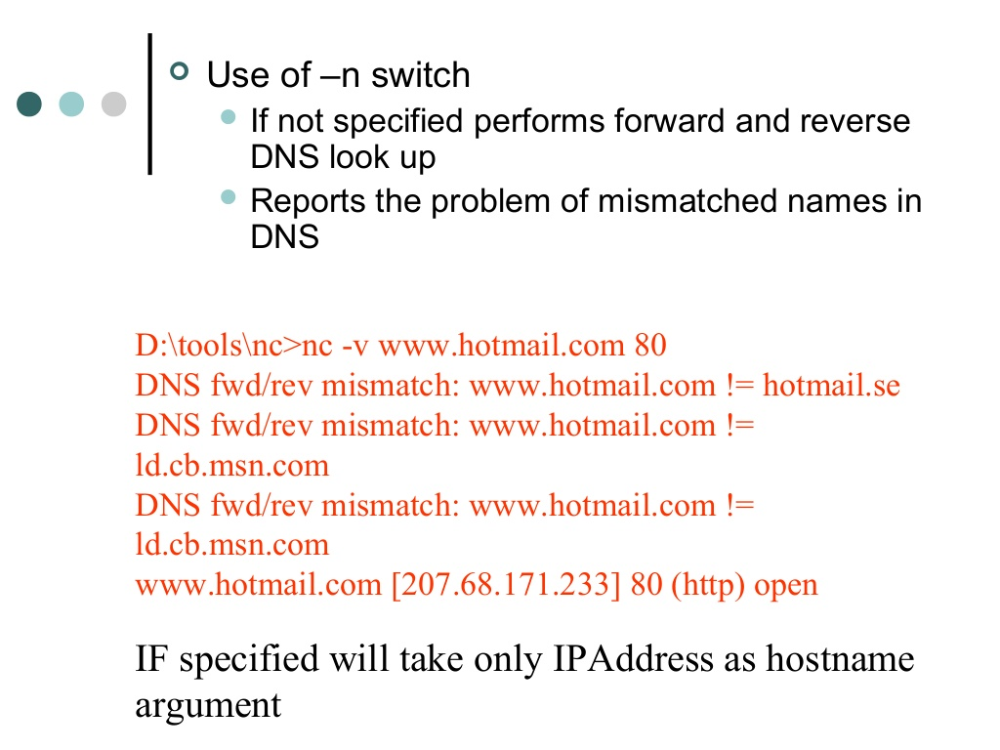 Use of –n switch
If not specified performs forward and reverse
DNS look up
Reports the problem of mismatched names in
DNS
D:\tools\nc>nc -v www.hotmail.com 80
DNS fwd/rev mismatch: www.hotmail.com != hotmail.se
DNS fwd/rev mismatch: www.hotmail.com !=
ld.cb.msn.com
DNS fwd/rev mismatch: www.hotmail.com !=
ld.cb.msn.com
www.hotmail.com [207.68.171.233] 80 (http) open
IF specified will take only IPAddress as hostname
argument